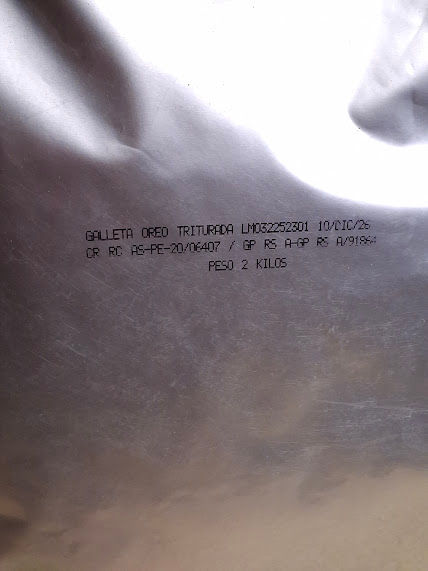 GALLETA OREO TRITURADA LM032252301 10/DIC/26
CR RC AS-PE-20/06407 / GP RS A-GP RS A/91864
PESO 2 KILOS